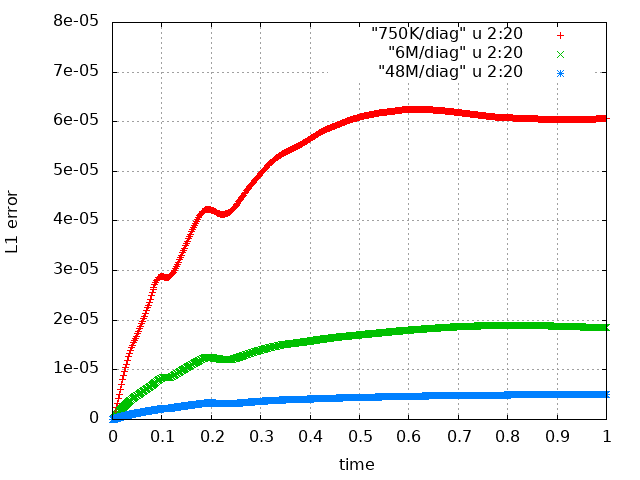 8e-05
7e-05
6e-05
5e-05
4e-05
3e-05
2e-05
1e-05
0
L1 error
"750K/diag" u 2:20
"6M/diag" u 2:20
"48M/diag" u 2:20
0 0.1 0.2 0.3 0.4 0.5 0.6 0.7 0.8 0.9 1
time